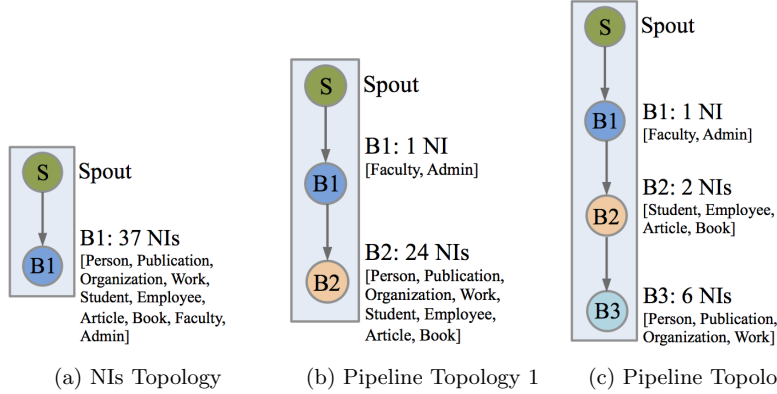 S
Spout
B1
B1: 37 NIs
[Person, Publication,
Organization, Work,
Student, Employee,
Article, Book, Faculty,
Admin]
(a) NIs Topology
S
Spout
B1: 1 NI
[Faculty, Admin]
B1
B2: 24 NIs
[Person, Publication,
Organization, Work,
Student, Employee,
Article, Book]
B2
(b) Pipeline Topology 1
S
Spout
B1: 1 NI
[Faculty, Admin]
B1
B2: 2 NIs
[Student, Employee,
Article, Book]
B2
B3: 6 NIs
[Person, Publication,
Organization, Work]
B3
(c) Pipeline Topolo